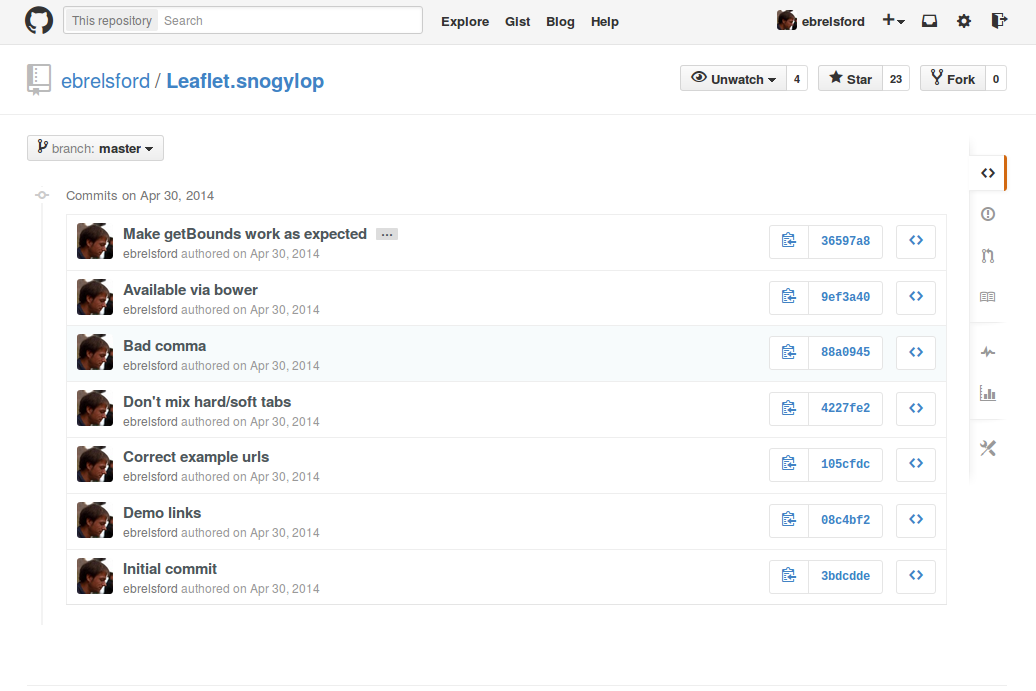 This repository Search Explore Gist Blog Help ebrelsford
ebrelsford / Leaflet.snogylop Unwatch 4 Star 23 Fork 0
branch: master
Commits on Apr 30, 2014
Make getBounds work as expected …
ebrelsford authored on Apr 30, 2014
36597a8
Available via bower
ebrelsford authored on Apr 30, 2014
9ef3a40
Bad comma
ebrelsford authored on Apr 30, 2014
88a0945
Don't mix hard/soft tabs
ebrelsford authored on Apr 30, 2014
4227fe2
Correct example urls
ebrelsford authored on Apr 30, 2014
105cfdc
Demo links
ebrelsford authored on Apr 30, 2014
08c4bf2
Initial commit
ebrelsford authored on Apr 30, 2014
3bdcdde